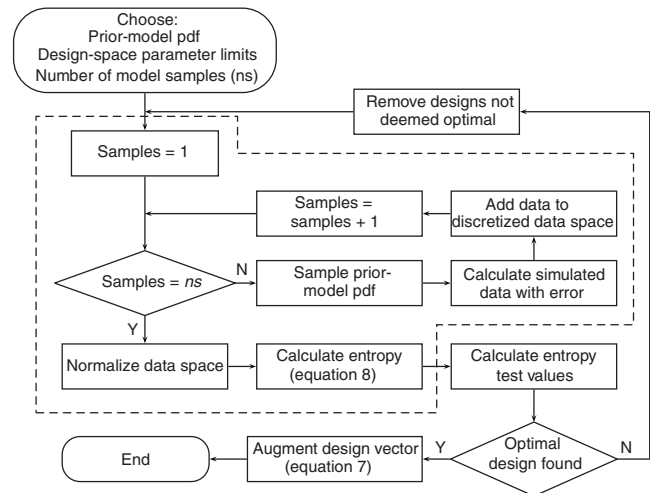 Choose:
Prior-model pdf
Design-space parameter limits
Number of model samples (ns)
Remove designs not
deemed optimal
Samples = 1
Samples =
samples + 1
Add data to
discretized data space
Samples = ns
N
Sample prior-
model pdf
Calculate simulated
data with error
Y
Normalize data space
Calculate entropy
(equation 8)
Calculate entropy
test values
End
Augment design vector
(equation 7)
Y
Optimal
design found
N